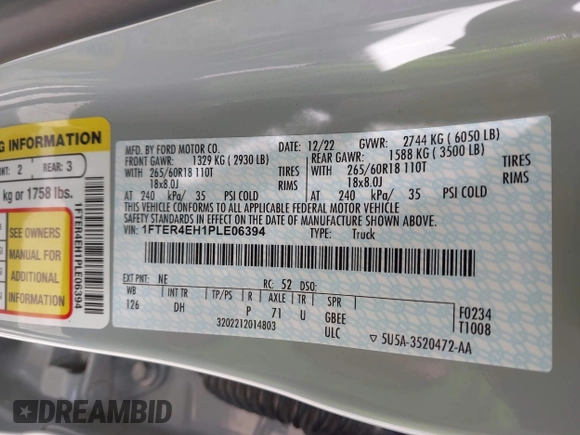 G INFORMATION
NT: 2 REAR: 3
kg or 1758 lbs.
SEE OWNERS
MANUAL FOR
ADDITIONAL
INFORMATION
1FTER4EH1PLE06394
MFD. BY FORD MOTOR CO. 12/22 GVWR: 2744 KG ( 6050 LB)
FRONT GAWR: 1329 KG ( 2930 LB) REAR GAWR: 1588 KG ( 3500 LB)
WITH 265/60R18 110T TIRES WITH 265/60R18 110T TIRES
18x8.0J RIMS 18x8.0J RIMS
AT 240 kPa/ 35 PSI COLD AT 240 kPa/ 35 PSI COLD
THIS VEHICLE CONFORMS TO ALL APPLICABLE FEDERAL MOTOR VEHICLE
SAFETY STANDARDS IN EFFECT ON THE DATE OF MANUFACTURE SHOWN ABOVE
VIN: 1FTER4EH1PLE06394 TYPE: Truck
EXT PNT: NE RC: 52 DSO:
WB INT TR TP/PS R AXLE TR SPR F0234
126 DH P 71 U GBEE T1008
3202212014803 ULC 5U5A-3520472-AA
DREAMBID